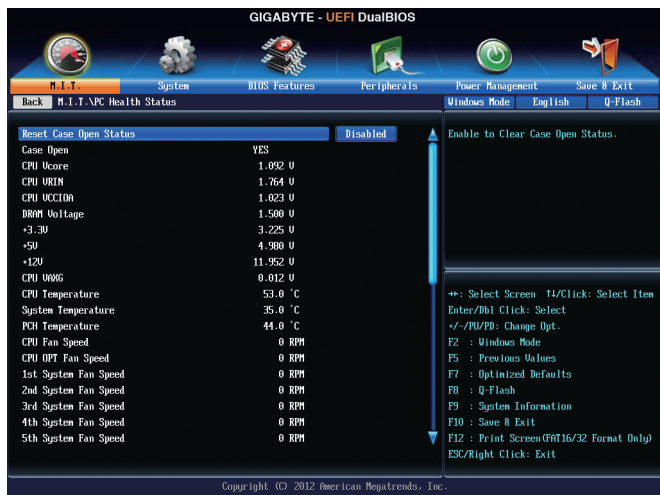 GIGABYTE - UEFI DualBIOS
M.I.T. System BIOS Features Peripherals Power Management Save & Exit
Back M.I.T.\PC Health Status Windows Mode English Q-Flash
Reset Case Open Status Disabled
Case Open YES
CPU Vcore 1.092 V
CPU VRIN 1.764 V
CPU VCCIOA 1.023 V
DRAM Voltage 1.500 V
+3.3V 3.225 V
+5V 4.980 V
+12V 11.952 V
CPU VAXG 0.012 V
CPU Temperature 53.0 °C
System Temperature 35.0 °C
PCH Temperature 44.0 °C
CPU Fan Speed 0 RPM
CPU OPT Fan Speed 0 RPM
1st System Fan Speed 0 RPM
2nd System Fan Speed 0 RPM
3rd System Fan Speed 0 RPM
4th System Fan Speed 0 RPM
5th System Fan Speed 0 RPM
Enable to Clear Case Open Status.
→←: Select Screen ↑↓/Click: Select Item
Enter/Dbl Click: Select
+/-/PU/PD: Change Opt.
F2 : Windows Mode
F5 : Previous Values
F7 : Optimized Defaults
F8 : Q-Flash
F9 : System Information
F10 : Save & Exit
F12 : Print Screen(FAT16/32 Format Only)
ESC/Right Click: Exit
Copyright (C) 2012 American Megatrends, Inc.